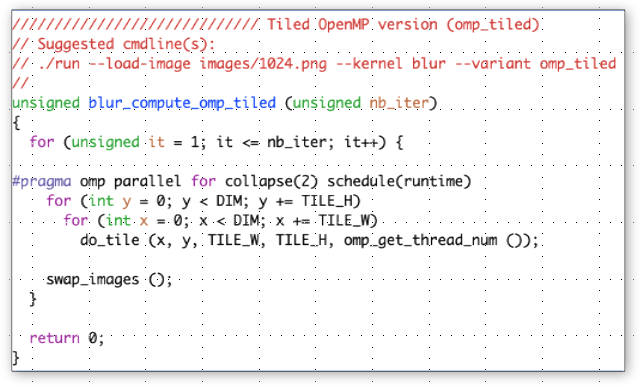 //////////////////////////// Tiled OpenMP version (omp_tiled)
// Suggested cmdline(s):
// ./run --load-image images/1024.png --kernel blur --variant omp_tiled
//
unsigned blur_compute_omp_tiled (unsigned nb_iter)
{
  for (unsigned it = 1; it <= nb_iter; it++) {
#pragma omp parallel for collapse(2) schedule(runtime)
    for (int y = 0; y < DIM; y += TILE_H)
      for (int x = 0; x < DIM; x += TILE_W)
        do_tile (x, y, TILE_W, TILE_H, omp_get_thread_num ());
    swap_images ();
  }
  return 0;
}